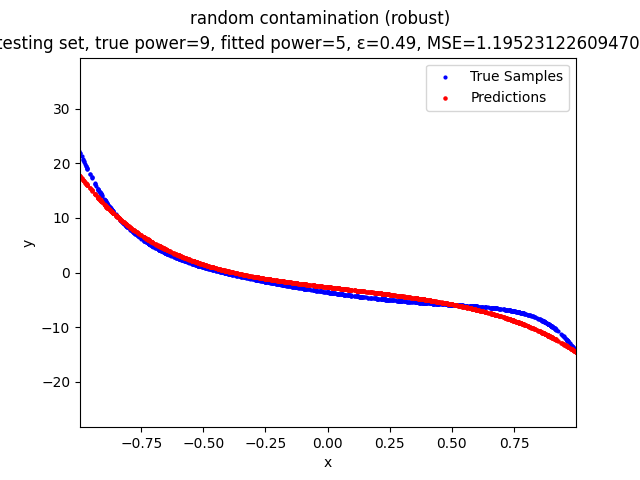 random contamination (robust)
testing set, true power=9, fitted power=5, ε=0.49, MSE=1.19523122609470
True Samples
Predictions
30
20
10
0
−10
−20
y
−0.75 −0.50 −0.25 0.00 0.25 0.50 0.75
x